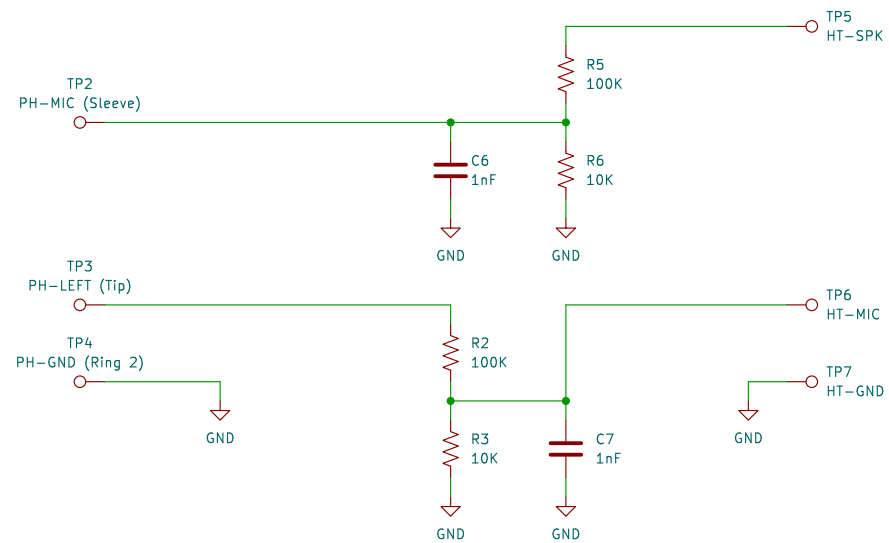 TP5
HT-SPK
R5
100K
TP2
PH-MIC (Sleeve)
C6
1nF
R6
10K
GND
GND
TP3
PH-LEFT (Tip)
TP6
HT-MIC
TP4
PH-GND (Ring 2)
R2
100K
TP7
HT-GND
GND
GND
R3
10K
C7
1nF
GND
GND